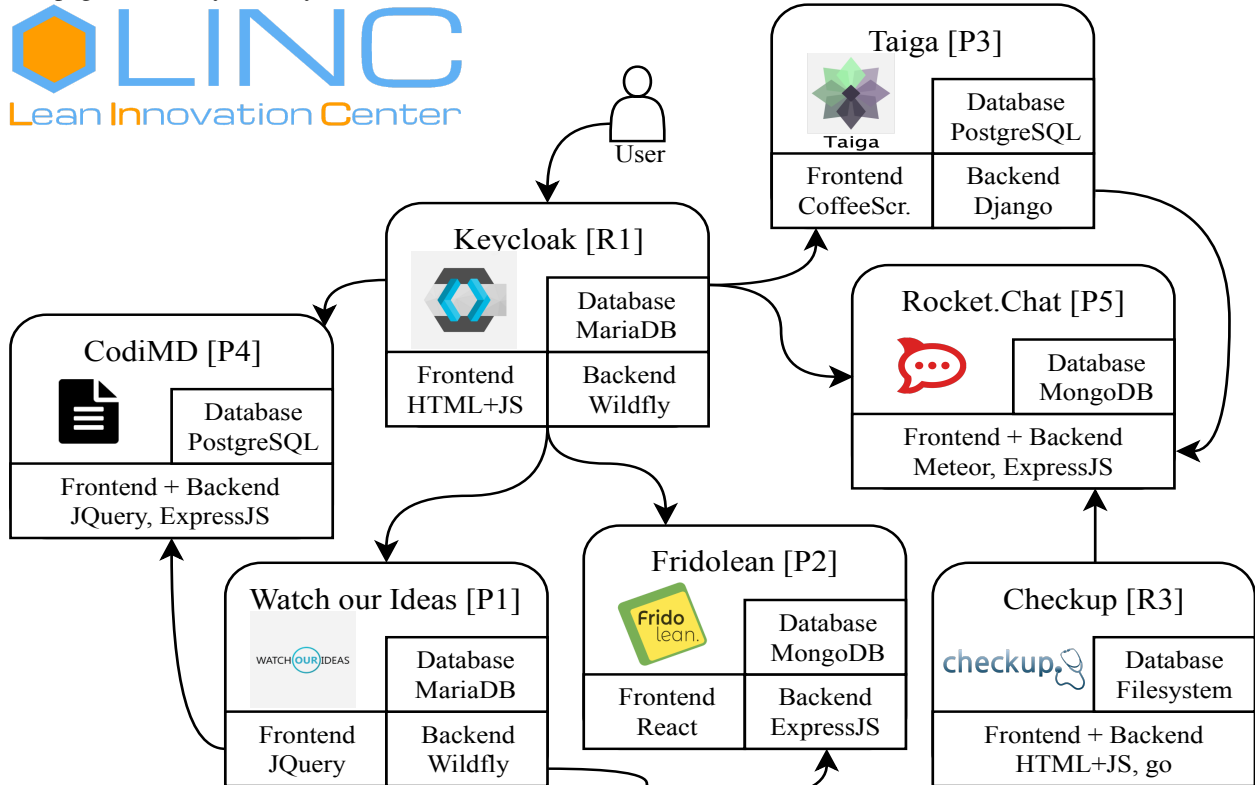 LINC
Lean Innovation Center
User
Taiga [P3]
Taiga
Database
PostgreSQL
Frontend
CoffeeScr.
Backend
Django
Keycloak [R1]
Database
MariaDB
Frontend
HTML+JS
Backend
Wildfly
Rocket.Chat [P5]
Database
MongoDB
Frontend + Backend
Meteor, ExpressJS
CodiMD [P4]
Database
PostgreSQL
Frontend + Backend
JQuery, ExpressJS
Watch our Ideas [P1]
WATCH OUR IDEAS
Database
MariaDB
Frontend
JQuery
Backend
Wildfly
Fridolean [P2]
Frido
lean.
Database
MongoDB
Frontend
React
Backend
ExpressJS
Checkup [R3]
checkup
Database
Filesystem
Frontend + Backend
HTML+JS, go